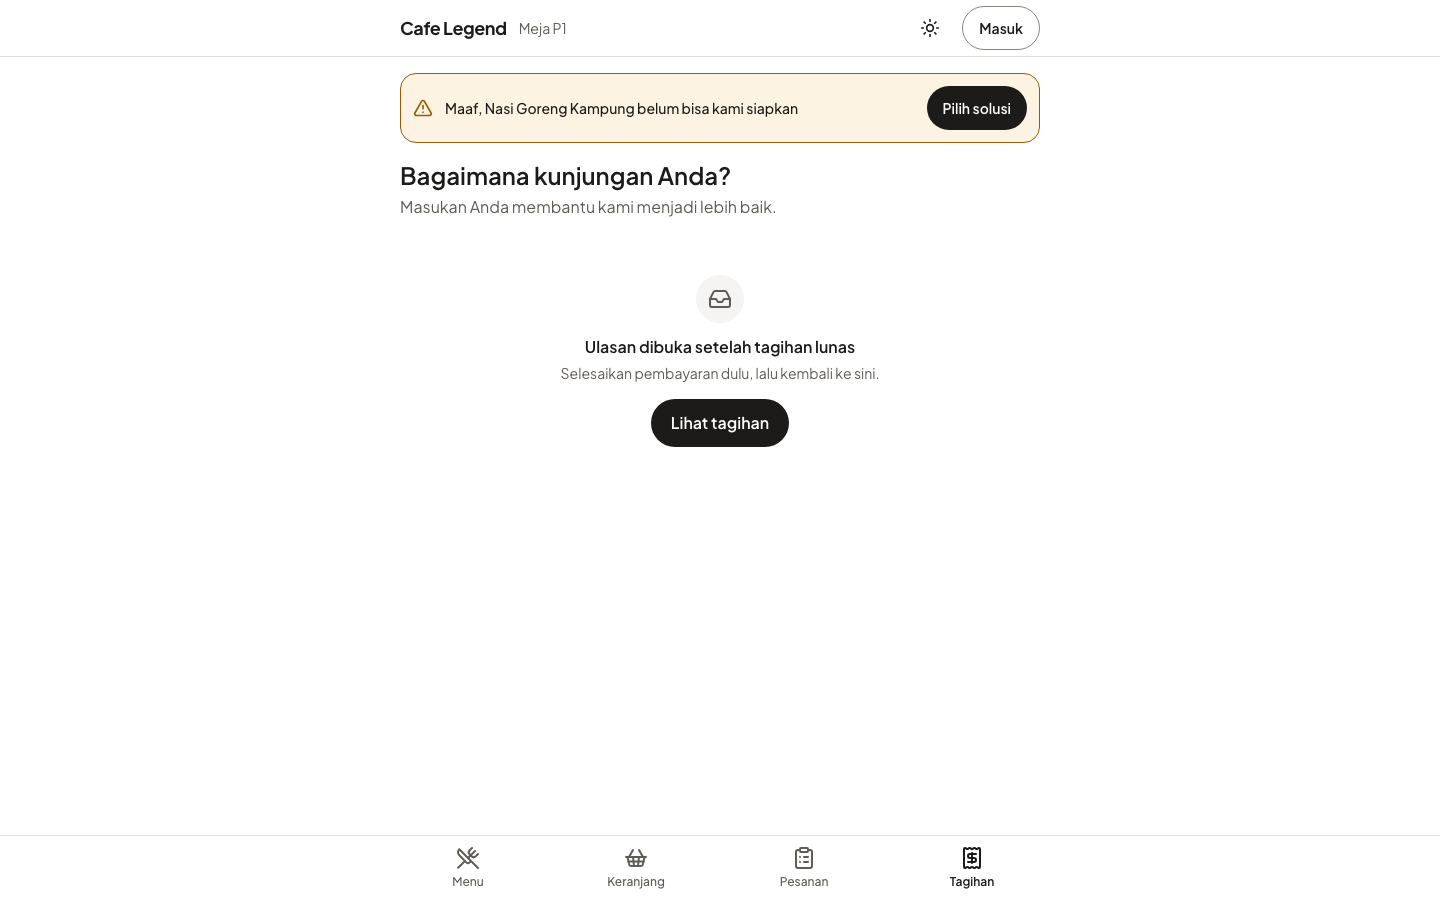 Cafe Legend Meja P1 Masuk
Maaf, Nasi Goreng Kampung belum bisa kami siapkan Pilih solusi
Bagaimana kunjungan Anda?
Masukan Anda membantu kami menjadi lebih baik.
Ulasan dibuka setelah tagihan lunas
Selesaikan pembayaran dulu, lalu kembali ke sini.
Lihat tagihan
Menu Keranjang Pesanan Tagihan